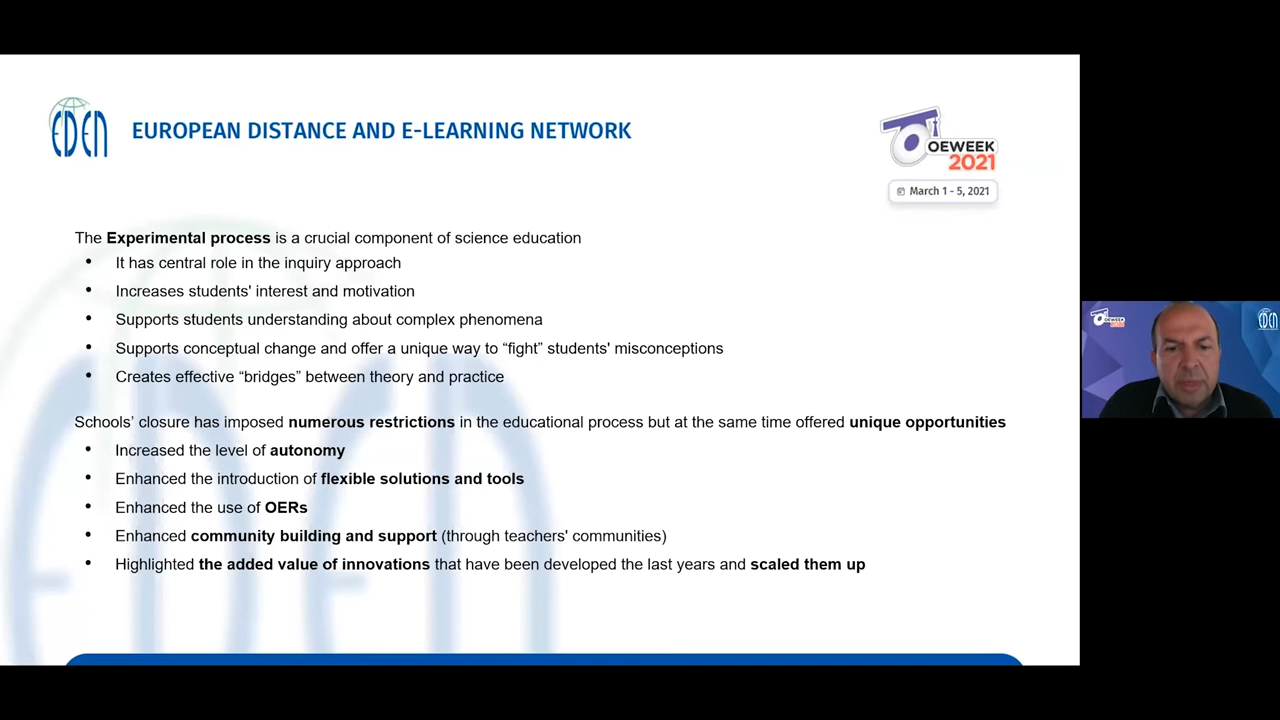 EDEN
EUROPEAN DISTANCE AND E-LEARNING NETWORK
OEWEEK
2021
March 1 - 5, 2021
The Experimental process is a crucial component of science education
• It has central role in the inquiry approach
• Increases students' interest and motivation
• Supports students understanding about complex phenomena
• Supports conceptual change and offer a unique way to “fight” students' misconceptions
• Creates effective “bridges” between theory and practice
Schools’ closure has imposed numerous restrictions in the educational process but at the same time offered unique opportunities
• Increased the level of autonomy
• Enhanced the introduction of flexible solutions and tools
• Enhanced the use of OERs
• Enhanced community building and support (through teachers' communities)
• Highlighted the added value of innovations that have been developed the last years and scaled them up
OEWEEK
EDEN